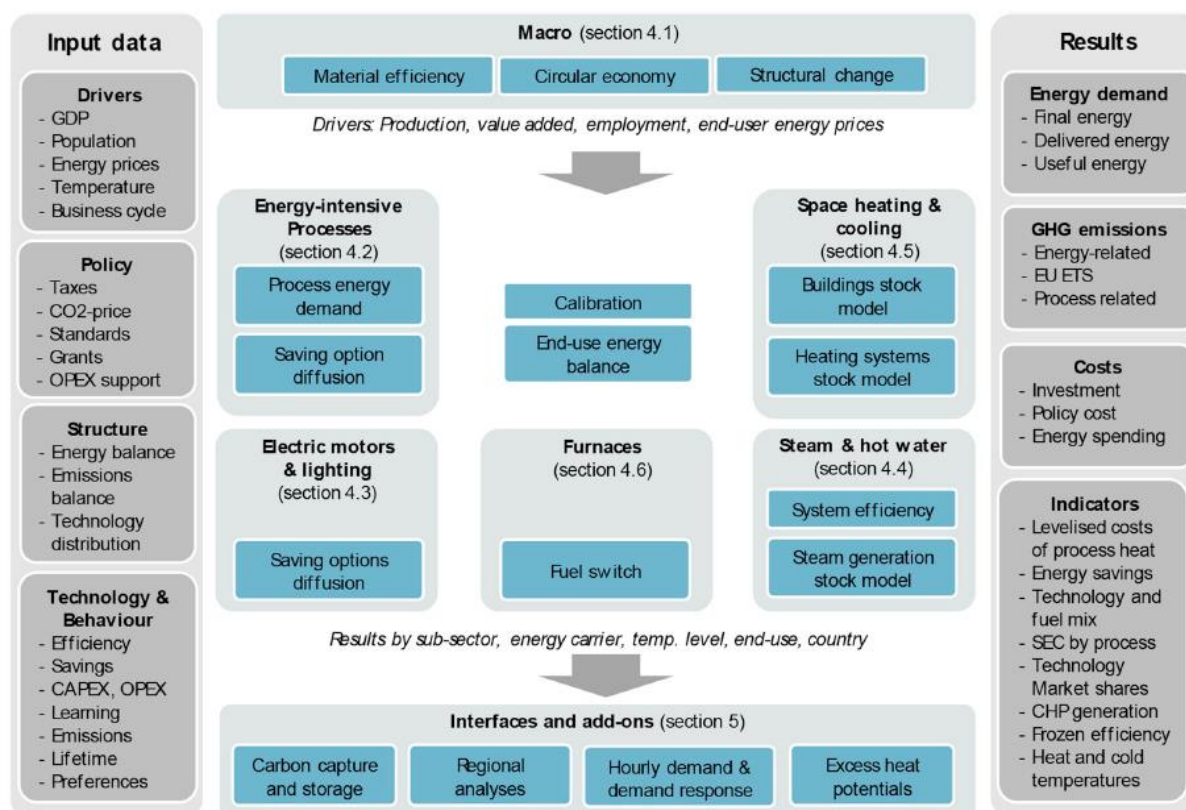 Input data
Drivers
- GDP
- Population
- Energy prices
- Temperature
- Business cycle
Policy
- Taxes
- CO2-price
- Standards
- Grants
- OPEX support
Structure
- Energy balance
- Emissions
balance
- Technology
distribution
Technology &
Behaviour
- Efficiency
- Savings
- CAPEX, OPEX
- Learning
- Emissions
- Lifetime
- Preferences
Macro (section 4.1)
Material efficiency
Circular economy
Structural change
Drivers: Production, value added, employment, end-user energy prices
Energy-intensive
Processes
(section 4.2)
Process energy
demand
Saving option
diffusion
Calibration
End-use energy
balance
Space heating &
cooling
(section 4.5)
Buildings stock
model
Heating systems
stock model
Electric motors
& lighting
(section 4.3)
Saving options
diffusion
Furnaces
(section 4.6)
Fuel switch
Steam & hot water
(section 4.4)
System efficiency
Steam generation
stock model
Results by sub-sector, energy carrier, temp. level, end-use, country
Interfaces and add-ons (section 5)
Carbon capture
and storage
Regional
analyses
Hourly demand &
demand response
Excess heat
potentials
Results
Energy demand
- Final energy
- Delivered energy
- Useful energy
GHG emissions
- Energy-related
- EU ETS
- Process related
Costs
- Investment
- Policy cost
- Energy spending
Indicators
- Levelised costs
of process heat
- Energy savings
- Technology and
fuel mix
- SEC by process
- Technology
Market shares
- CHP generation
- Frozen efficiency
- Heat and cold
temperatures